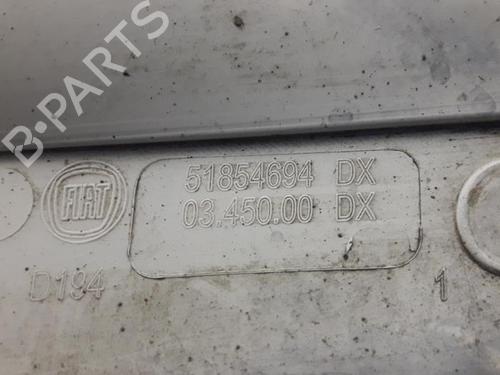 B-PARTS
FIAT
51854694 DX
03.450.00 DX
D194
1